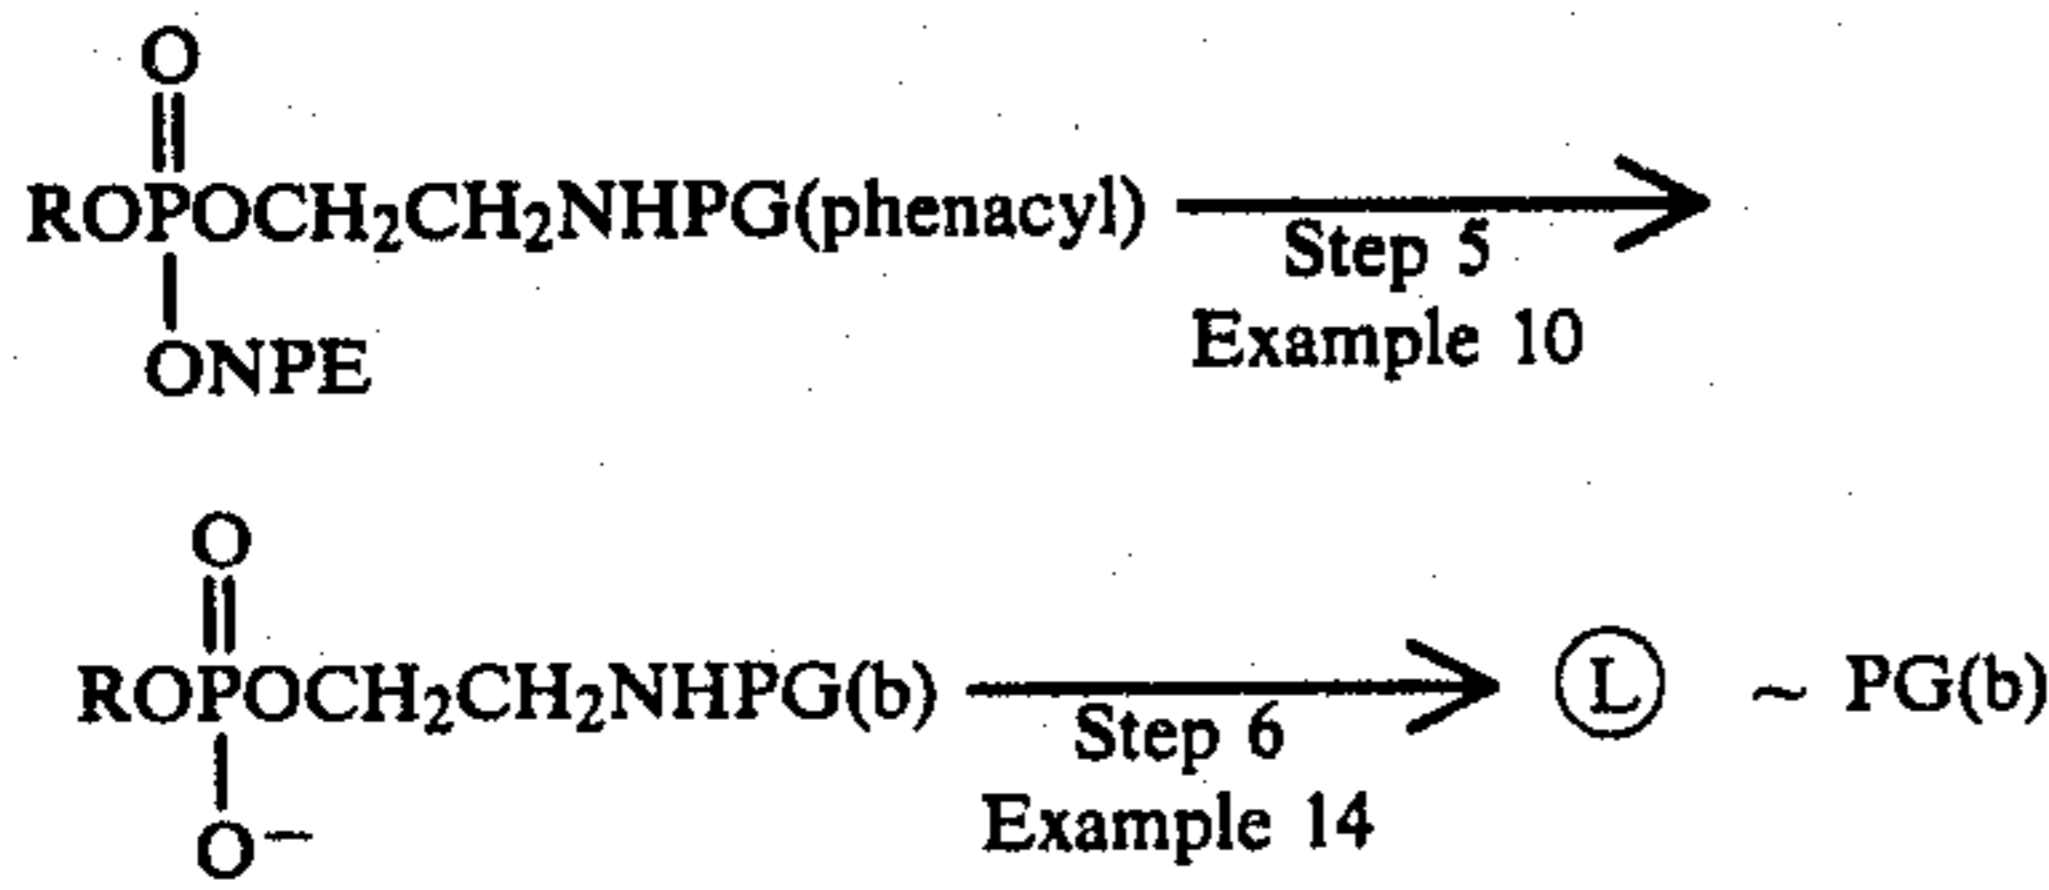 O
ROPOCH2CH2NHPG(phenacyl)
Step 5
Example 10
ONPE
O
ROPOCH2CH2NHPG(b)
Step 6
Example 14
O−
L ~ PG(b)